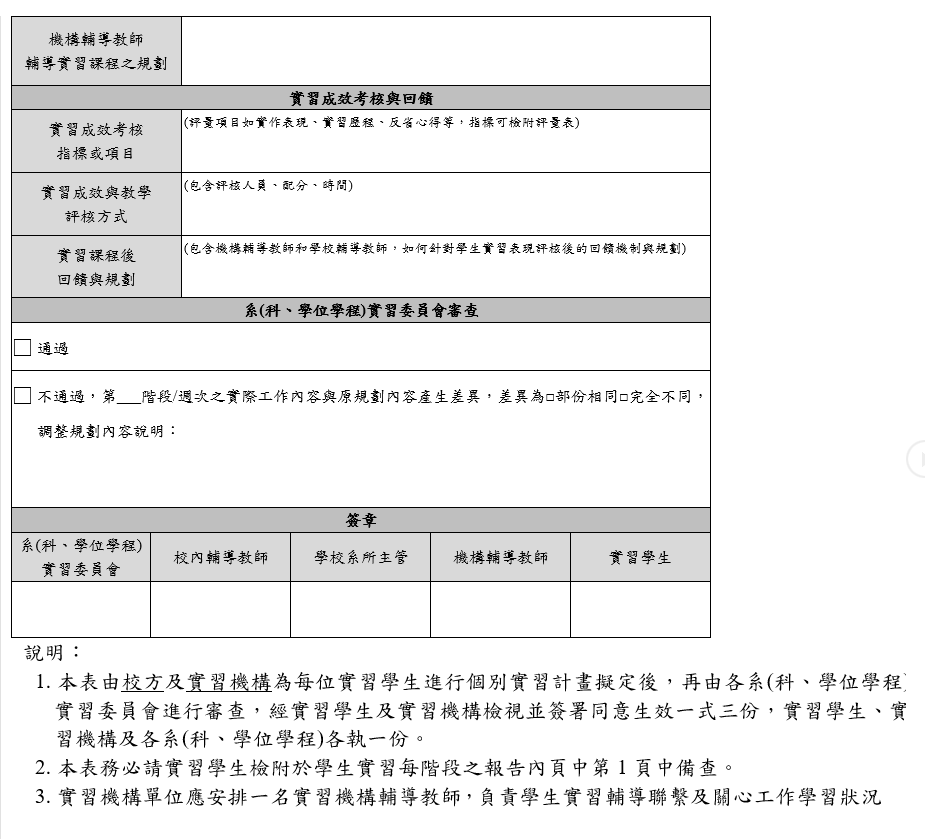 機構輔導教師
輔導實習課程之規劃
實習成效考核與回饋
實習成效考核
指標或項目
(評量項目如實作表現、實習歷程、反省心得等，指標可檢附評量表)
實習成效與教學
評核方式
(包含評核人員、配分、時間)
實習課程後
回饋與規劃
(包含機構輔導教師和學校輔導教師，如何針對學生實習表現評核後的回饋機制與規劃)
系(科、學位學程)實習委員會審查
□ 通過
□ 不通過，第___階段/週次之實際工作內容與原規劃內容產生差異，差異為□部份相同□完全不同，
調整規劃內容說明：
簽章
系(科、學位學程)
實習委員會
校內輔導教師
學校系所主管
機構輔導教師
實習學生
說明：
1. 本表由校方及實習機構為每位實習學生進行個別實習計畫擬定後，再由各系(科、學位學程)
實習委員會進行審查，經實習學生及實習機構檢視並簽署同意生效一式三份，實習學生、實
習機構及各系(科、學位學程)各執一份。
2. 本表務必請實習學生檢附於學生實習每階段之報告內頁中第 1 頁中備查。
3. 實習機構單位應安排一名實習機構輔導教師，負責學生實習輔導聯繫及關心工作學習狀況